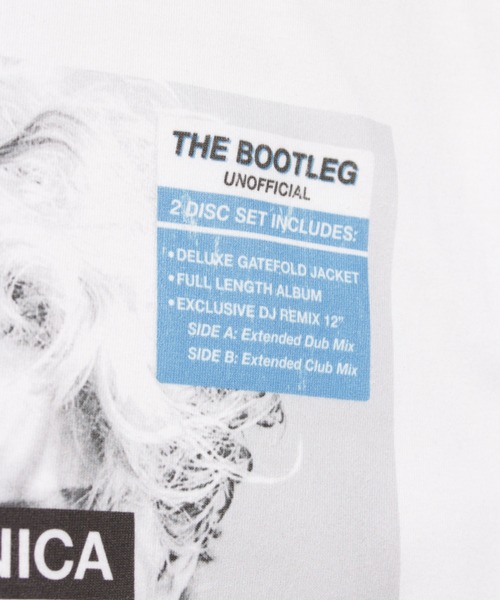 THE BOOTLEG
UNOFFICIAL
2 DISC SET INCLUDES:
•DELUXE GATEFOLD JACKET
•FULL LENGTH ALBUM
•EXCLUSIVE DJ REMIX 12"
SIDE A: Extended Dub Mix
SIDE B: Extended Club Mix
NICA